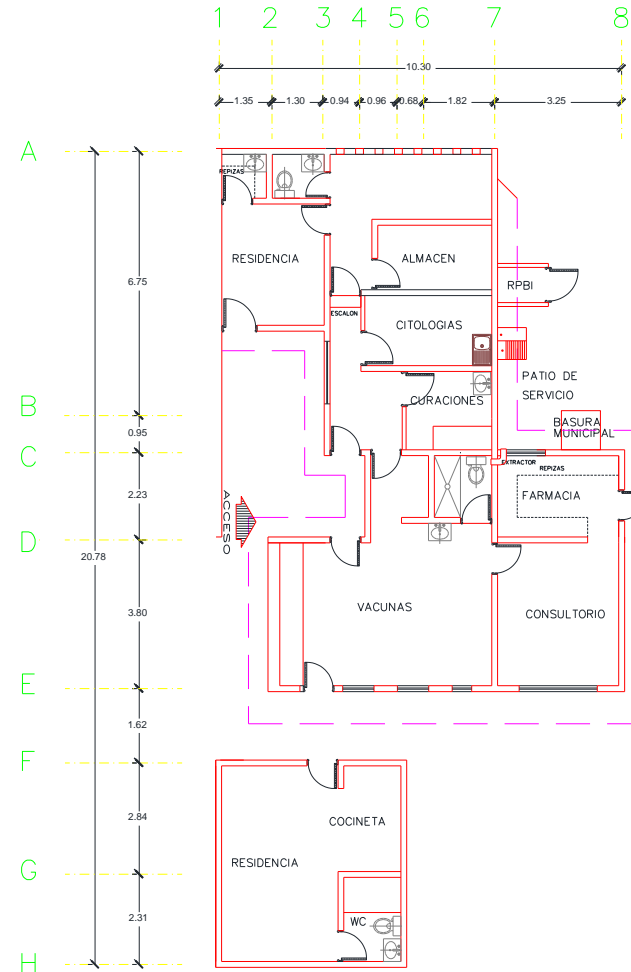 1 2 3 4 5 6 7 8
10.30
1.35 1.30 0.94 0.96 0.68 1.82 3.25
A
REPIZAS
RESIDENCIA
ALMACEN
6.75
RPBI
ESCALON
CITOLOGIAS
PATIO DE
SERVICIO
B
CURACIONES
BASURA
MUNICIPAL
0.95
C
EXTRACTOR
REPIZAS
2.23
FARMACIA
ACCESO
D
20.78
3.80
VACUNAS
CONSULTORIO
E
1.62
F
2.84
COCINETA
RESIDENCIA
G
2.31
WC
H